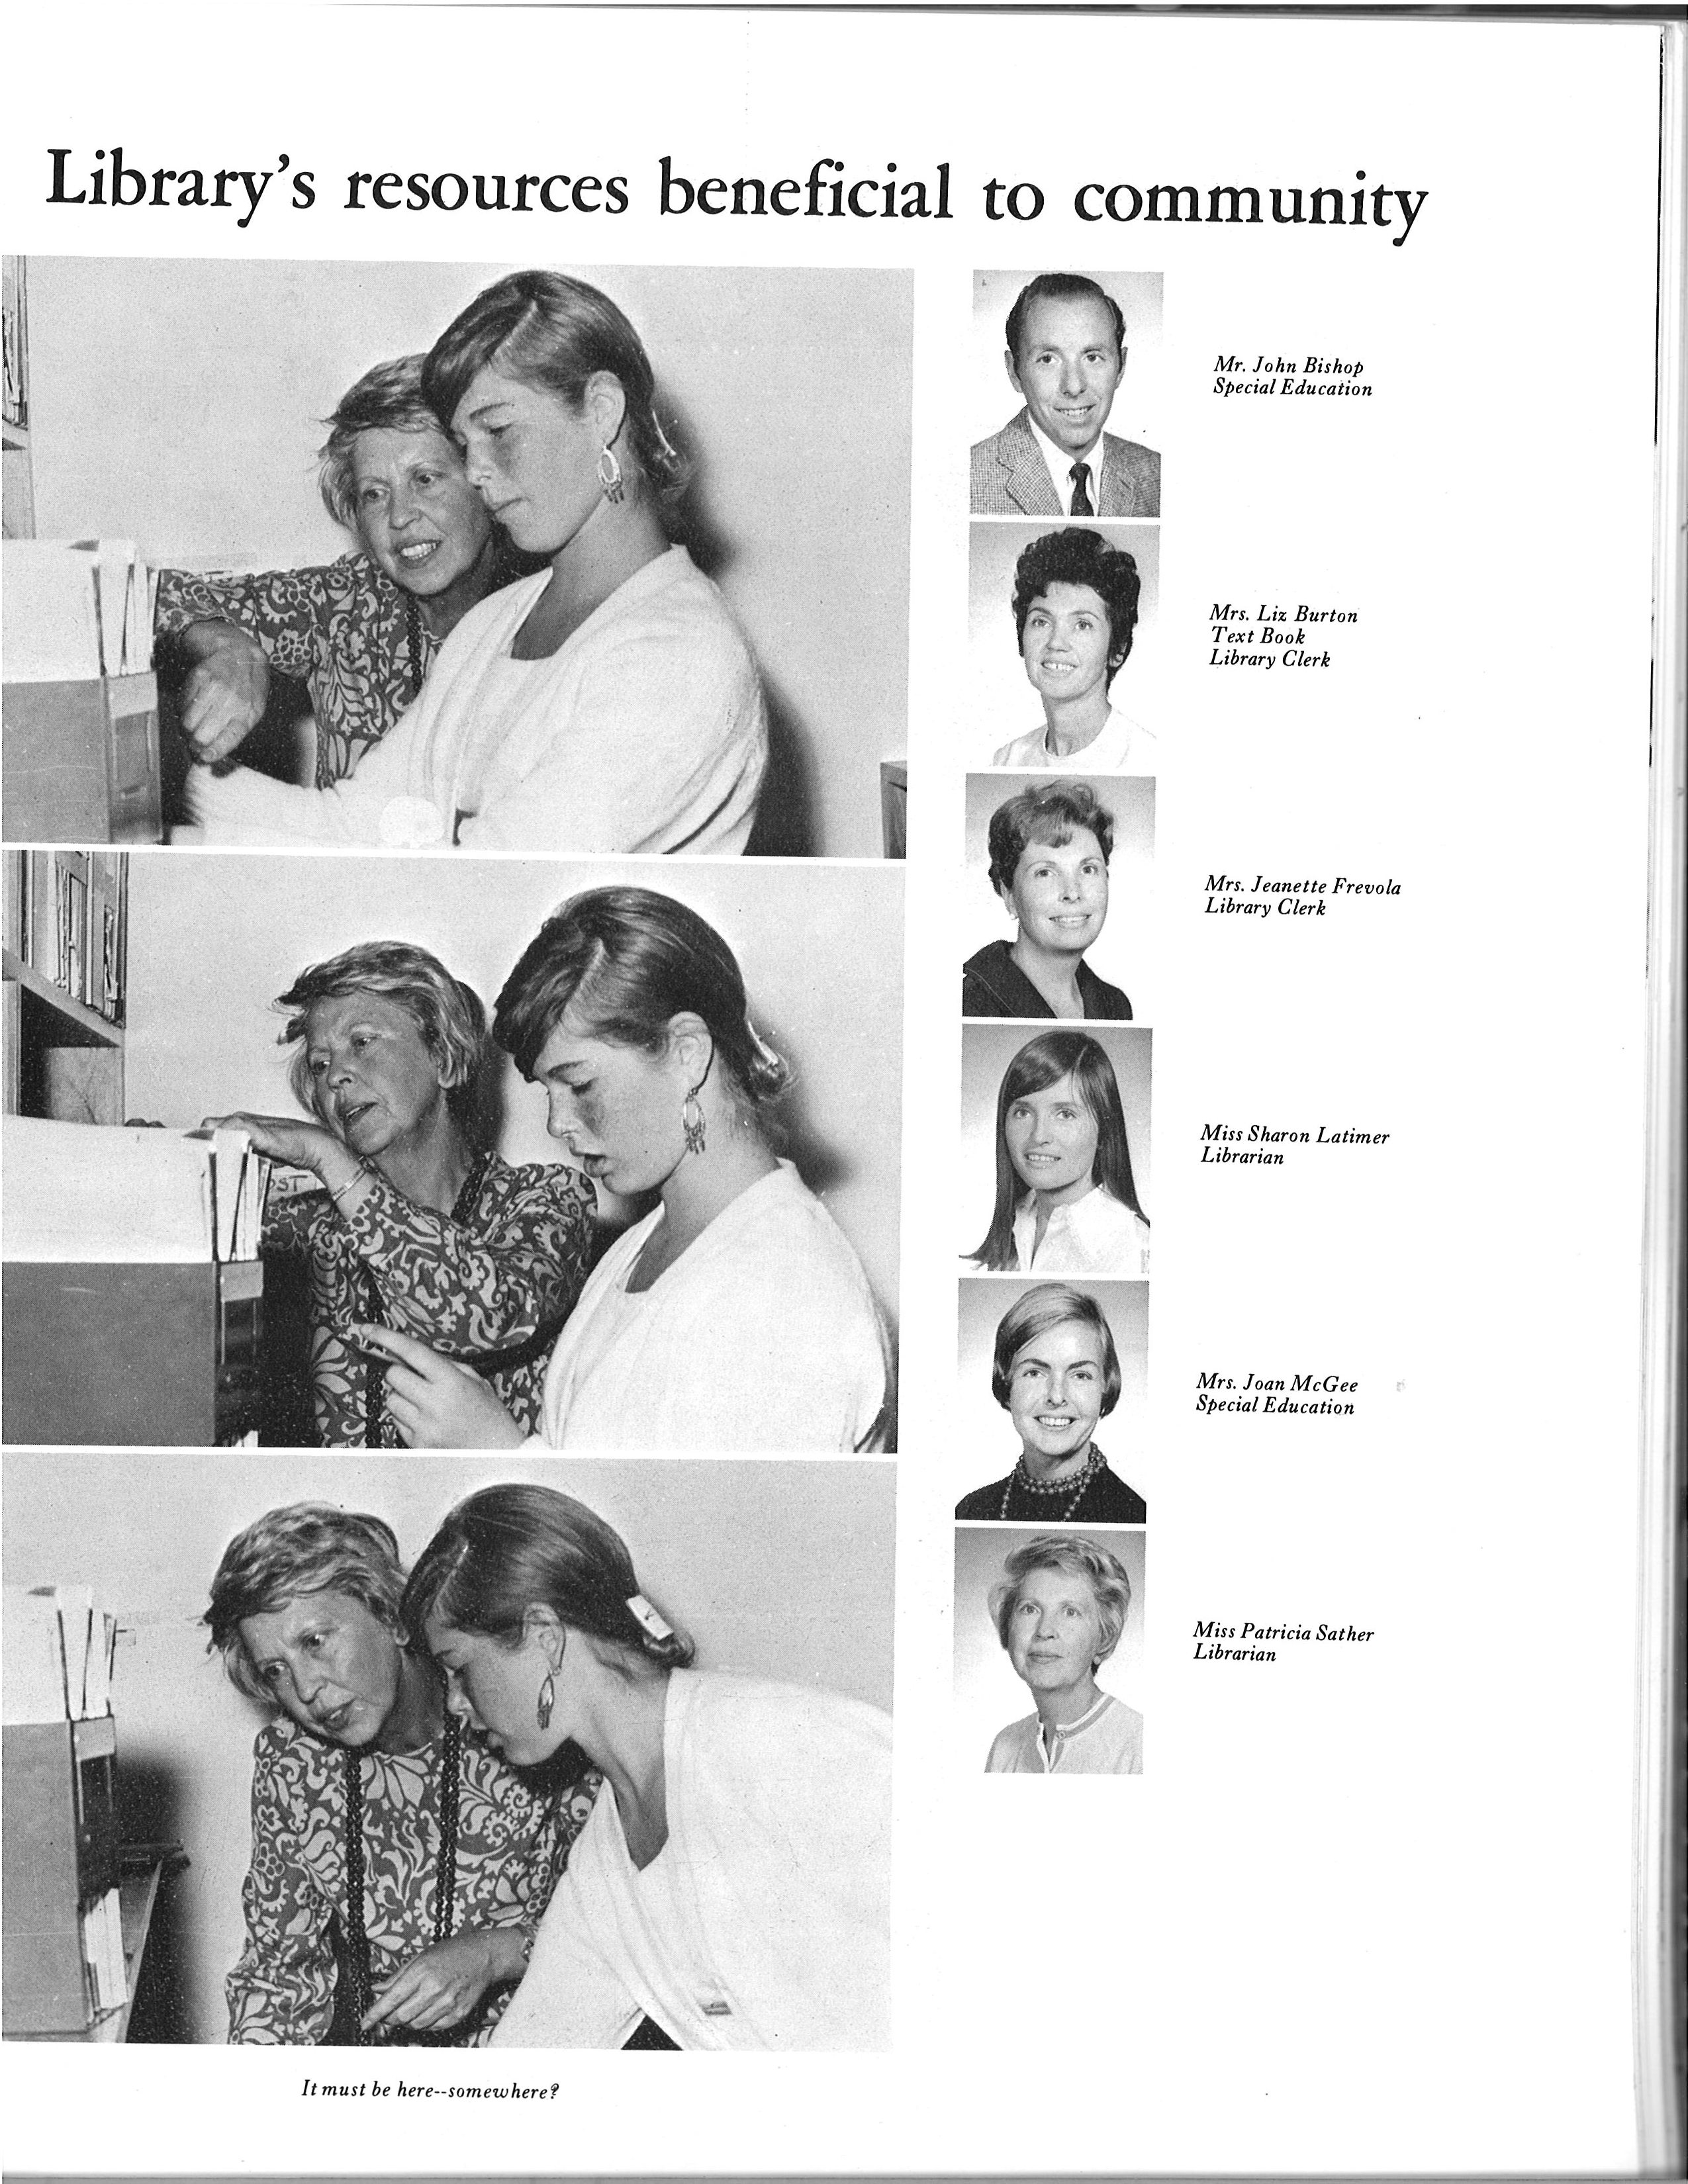 Library's resources beneficial to community
Mr. John Bishop
Special Education
Mrs. Liz Burton
Text Book
Library Clerk
Mrs. Jeanette Frevola
Library Clerk
Miss Sharon Latimer
Librarian
Mrs. Joan McGee
Special Education
Miss Patricia Sather
Librarian
It must be here--somewhere?